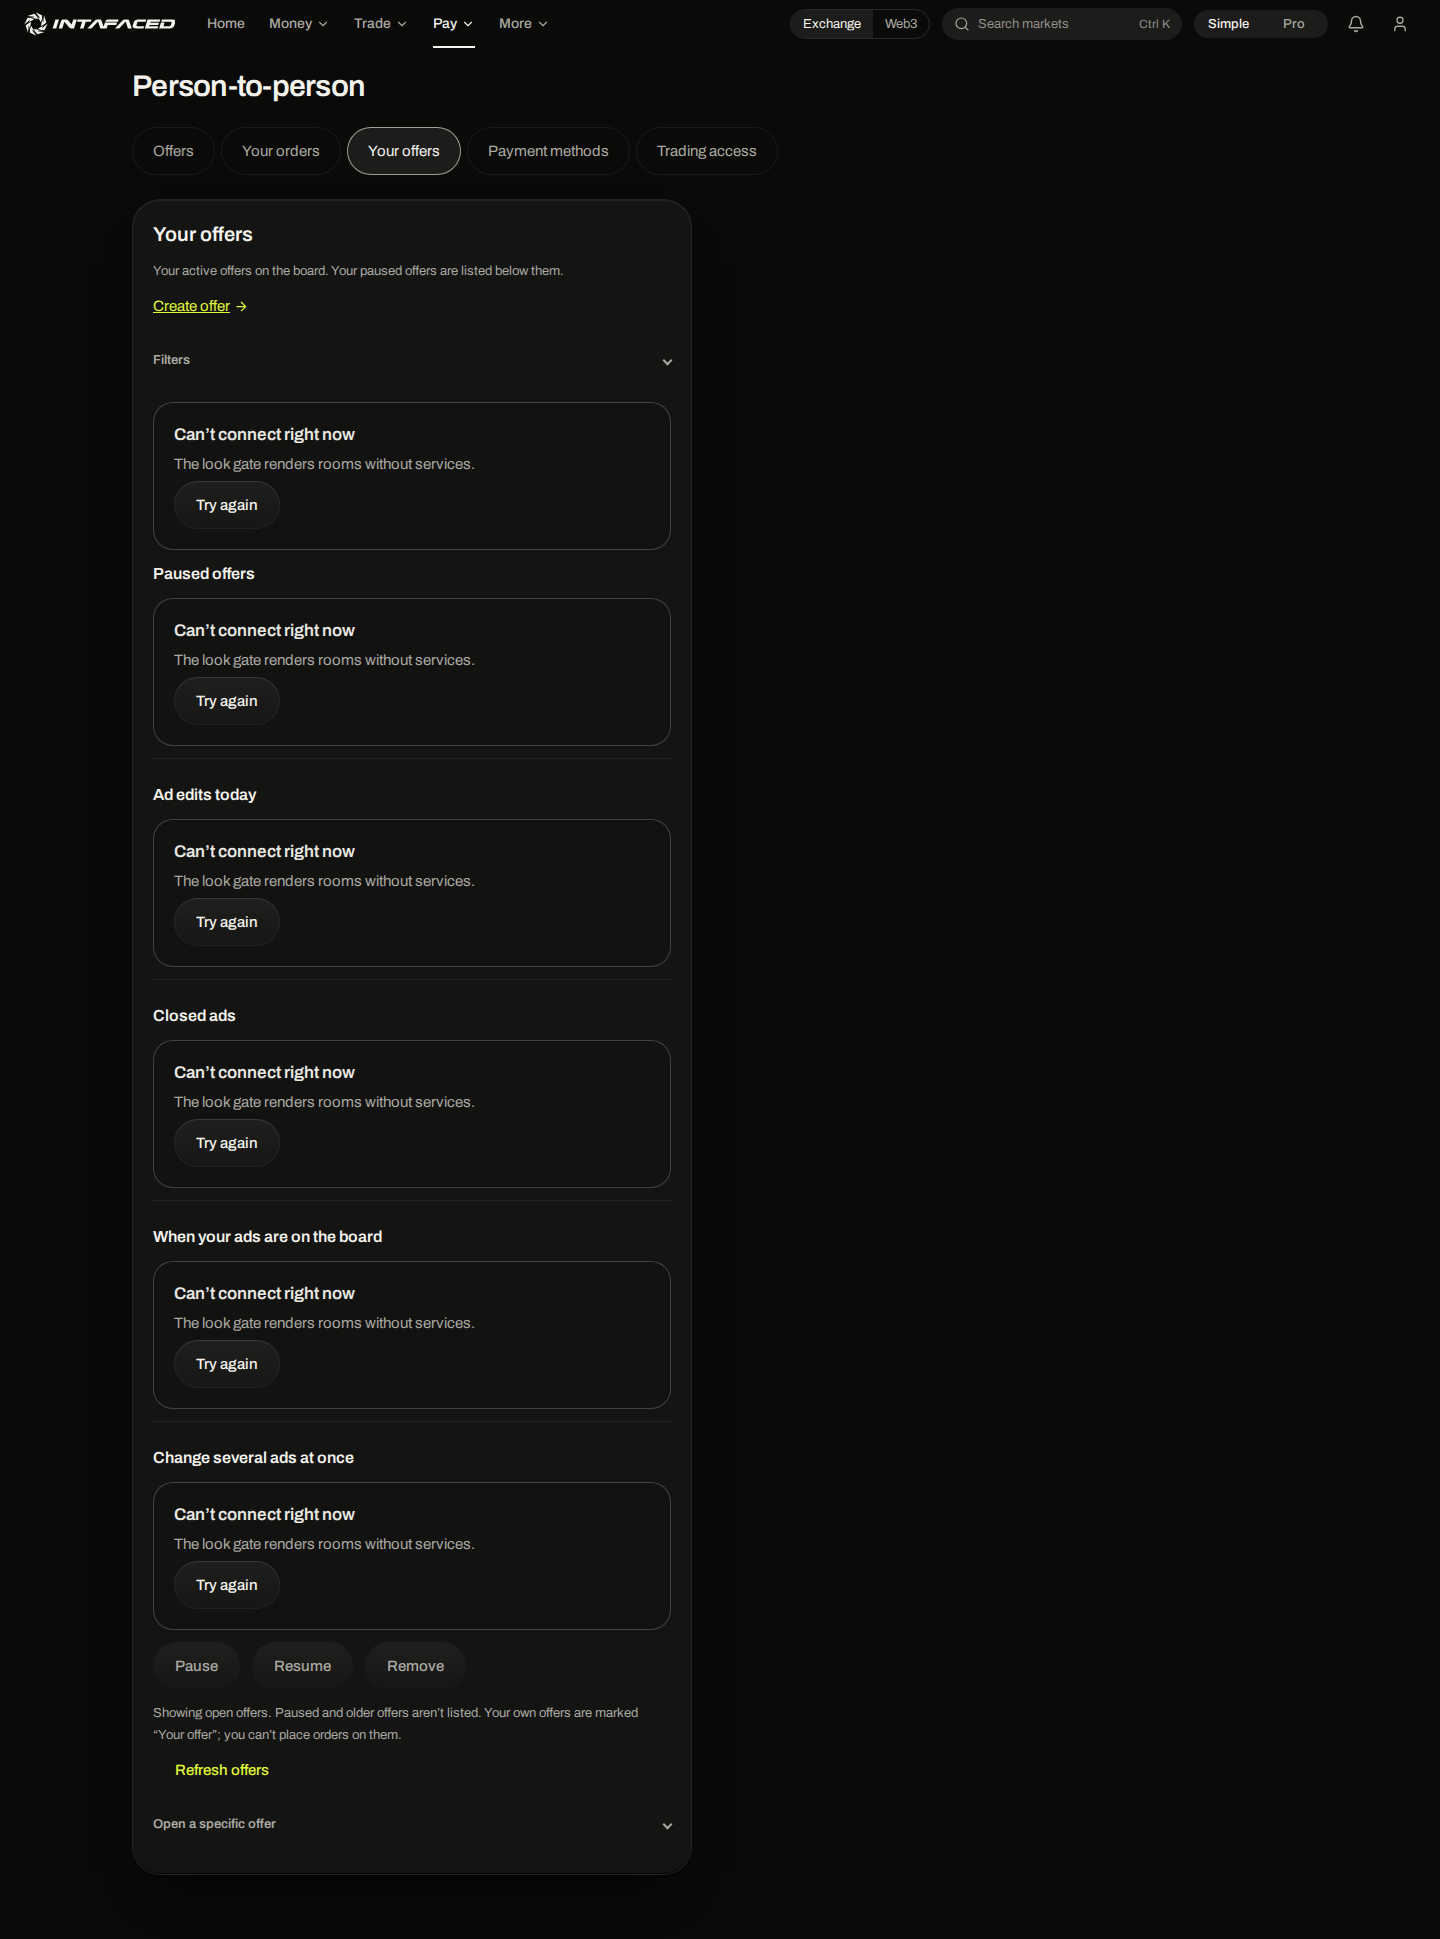 INTAFACED Home Money Trade Pay More Exchange Web3 Search markets Ctrl K Simple Pro
Person-to-person
Offers Your orders Your offers Payment methods Trading access
Your offers
Your active offers on the board. Your paused offers are listed below them.
Create offer →
Filters
Can’t connect right now
The look gate renders rooms without services.
Try again
Paused offers
Can’t connect right now
The look gate renders rooms without services.
Try again
Ad edits today
Can’t connect right now
The look gate renders rooms without services.
Try again
Closed ads
Can’t connect right now
The look gate renders rooms without services.
Try again
When your ads are on the board
Can’t connect right now
The look gate renders rooms without services.
Try again
Change several ads at once
Can’t connect right now
The look gate renders rooms without services.
Try again
Pause Resume Remove
Showing open offers. Paused and older offers aren’t listed. Your own offers are marked
“Your offer”; you can’t place orders on them.
Refresh offers
Open a specific offer